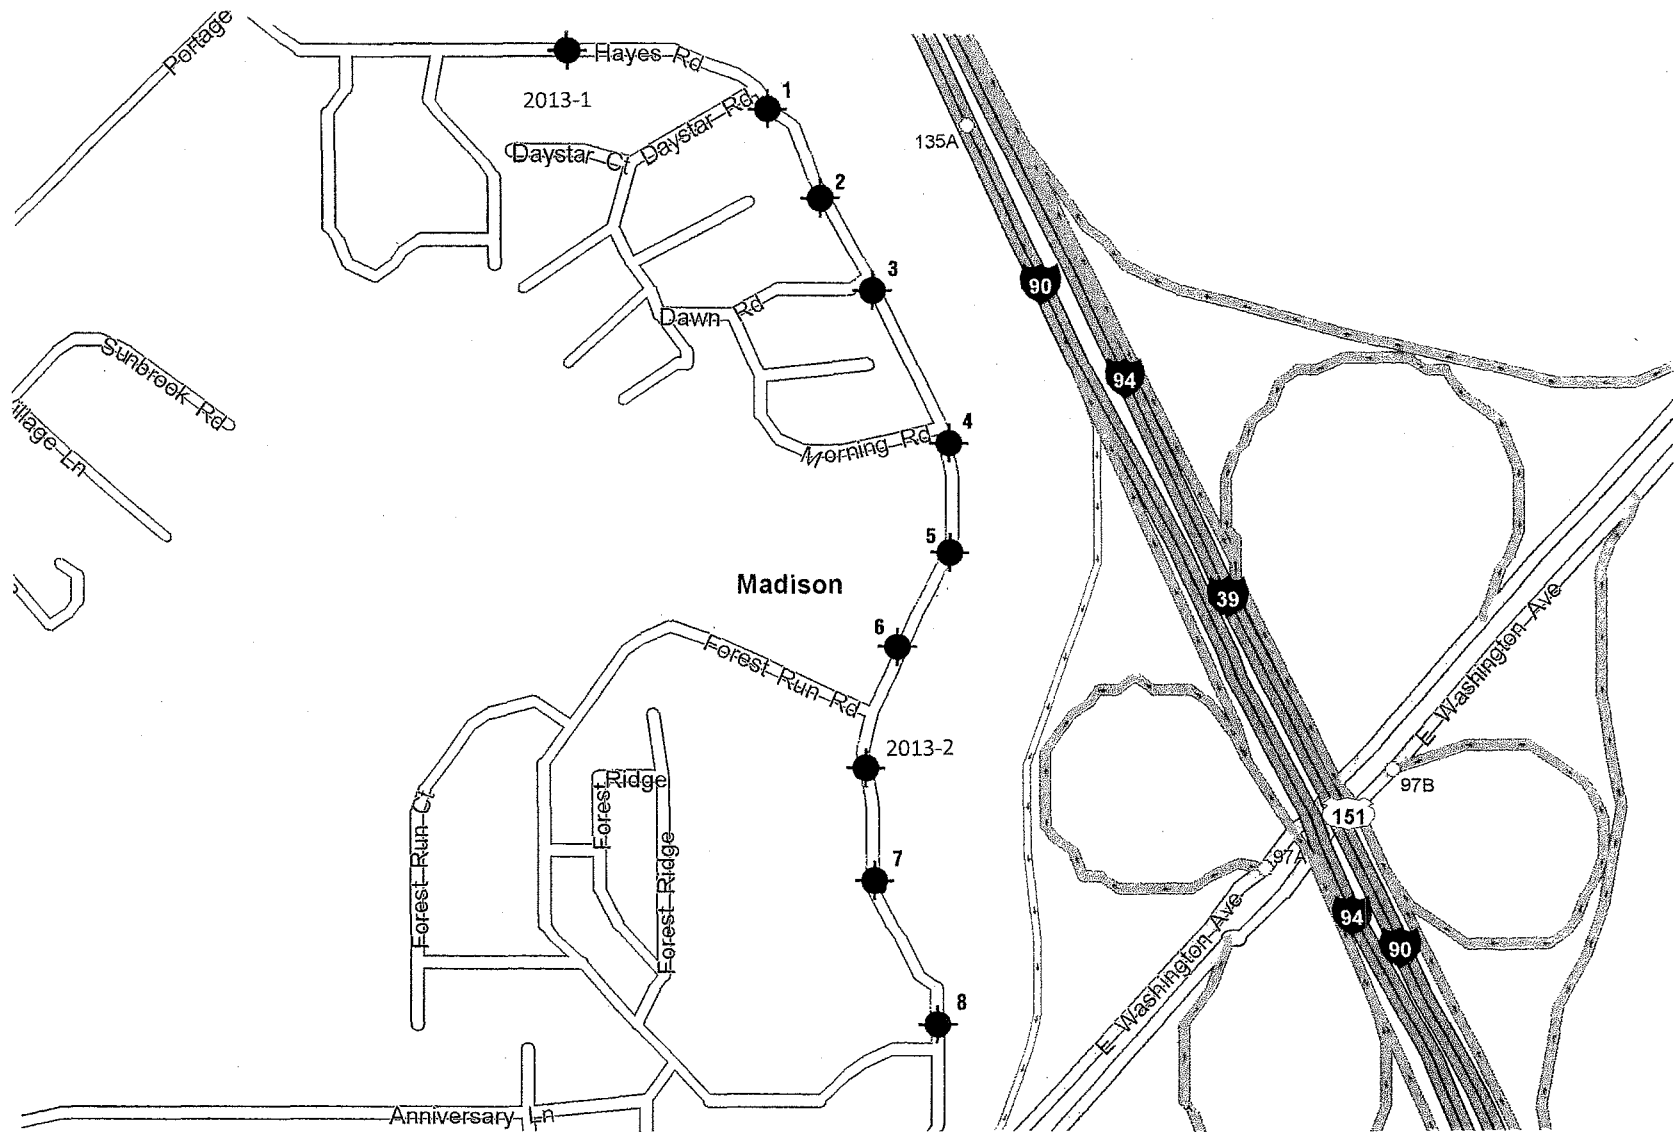 Portage
Hayes Rd
2013-1
1
Daystar Rd
Daystar Ct
135A
2
3
90
Dawn Rd
94
Sunbrook Rd
illage Ln
4
Morning Rd
5
Madison
39
6
E Washington Ave
Forest Run Rd
2013-2
Forest Ridge
97B
151
Forest Run Ct
Forest Ridge
7
97A
94
90
E Washington Ave
8
Anniversary Ln